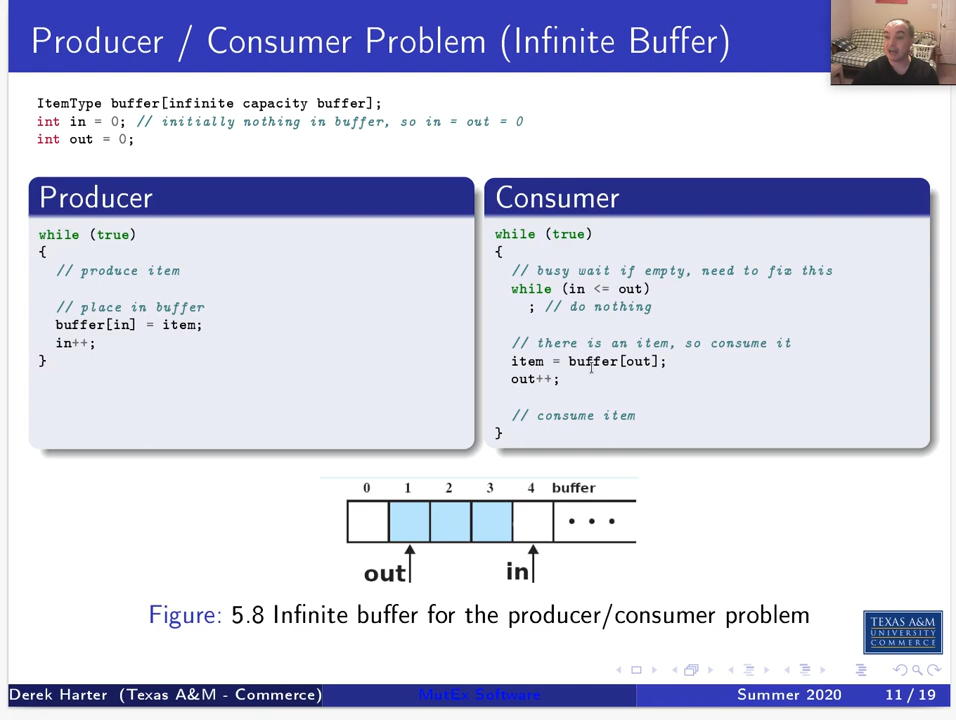 Producer / Consumer Problem (Infinite Buffer)
ItemType buffer[infinite capacity buffer];
int in = 0; // initially nothing in buffer, so in = out = 0
int out = 0;
Producer
while (true)
{
// produce item
// place in buffer
buffer[in] = item;
in++;
}
Consumer
while (true)
{
// busy wait if empty, need to fix this
while (in <= out)
; // do nothing
// there is an item, so consume it
item = buffer[out];
out++;
// consume item
}
0 1 2 3 4 buffer
• • •
out in
Figure: 5.8 Infinite buffer for the producer/consumer problem
TEXAS A&M
UNIVERSITY
COMMERCE
Derek Harter (Texas A&M - Commerce) MutEx Software Summer 2020 11 / 19